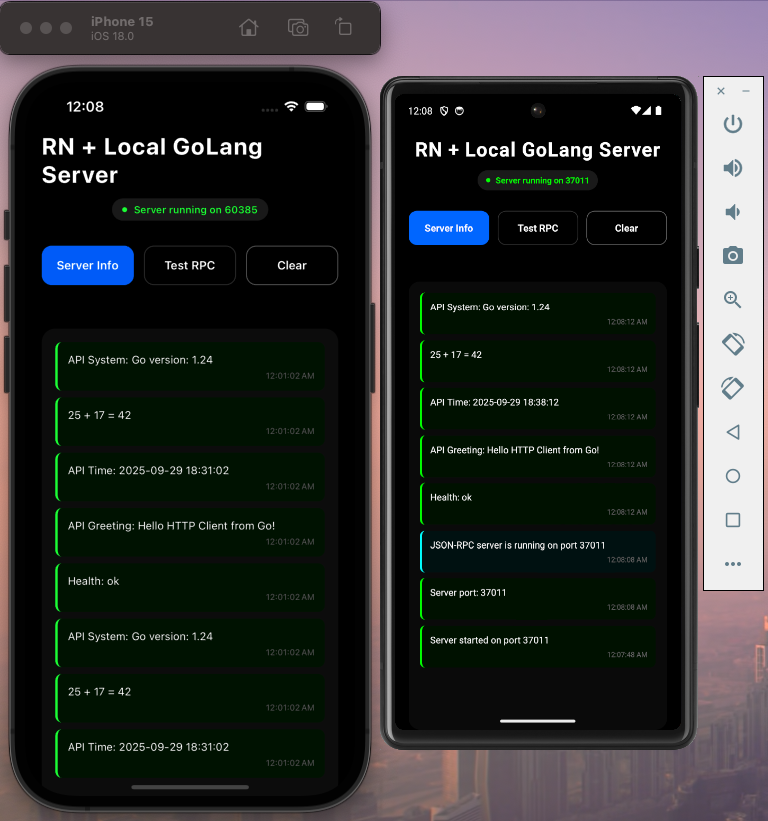 iPhone 15
iOS 18.0
12:08
RN + Local GoLang
Server
Server running on 60385
Server Info
Test RPC
Clear
API System: Go version: 1.24
12:01:02 AM
25 + 17 = 42
12:01:02 AM
API Time: 2025-09-29 18:31:02
12:01:02 AM
API Greeting: Hello HTTP Client from Go!
12:01:02 AM
Health: ok
12:01:02 AM
API System: Go version: 1.24
12:01:02 AM
25 + 17 = 42
12:01:02 AM
API Time: 2025-09-29 18:31:02
12:01:02 AM
12:08
RN + Local GoLang Server
Server running on 37011
Server Info
Test RPC
Clear
API System: Go version: 1.24
12:08:12 AM
25 + 17 = 42
12:08:12 AM
API Time: 2025-09-29 18:38:12
12:08:12 AM
API Greeting: Hello HTTP Client from Go!
12:08:12 AM
Health: ok
12:08:12 AM
JSON-RPC server is running on port 37011
12:08:08 AM
Server port: 37011
12:08:08 AM
Server started on port 37011
12:07:48 AM